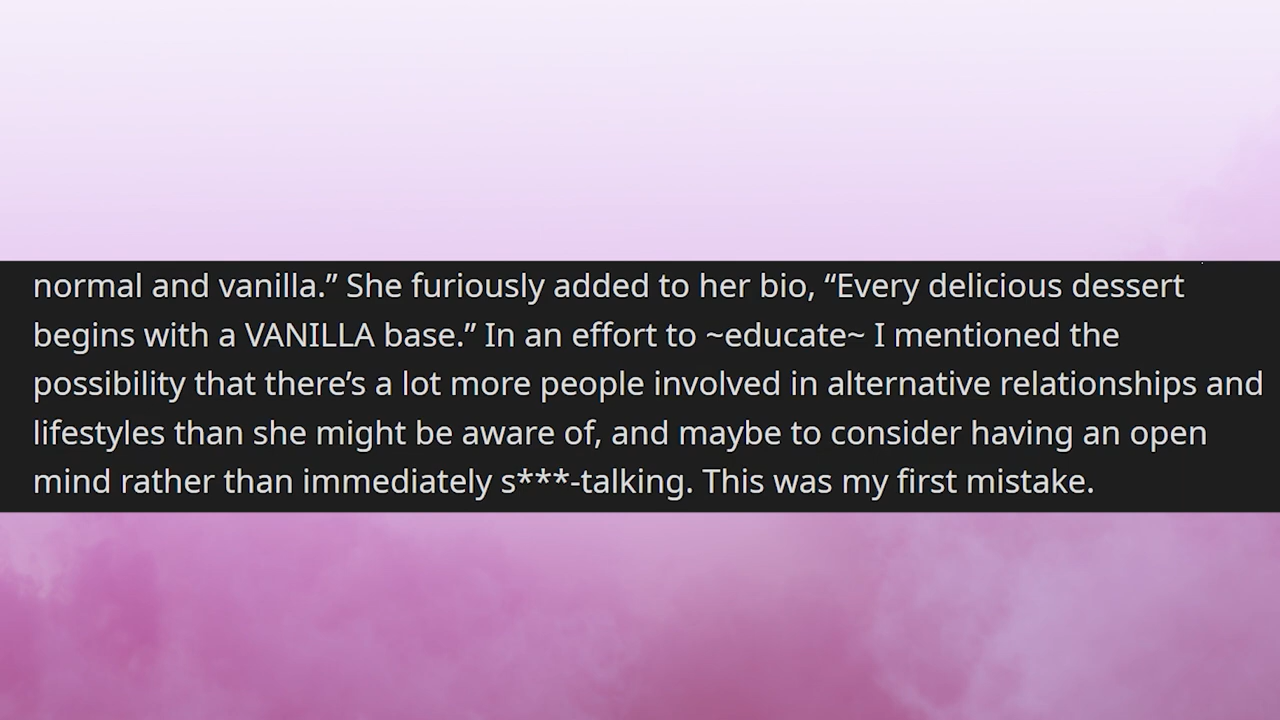 normal and vanilla.” She furiously added to her bio, “Every delicious dessert
begins with a VANILLA base.” In an effort to ~educate~ I mentioned the
possibility that there’s a lot more people involved in alternative relationships and
lifestyles than she might be aware of, and maybe to consider having an open
mind rather than immediately s***-talking. This was my first mistake.